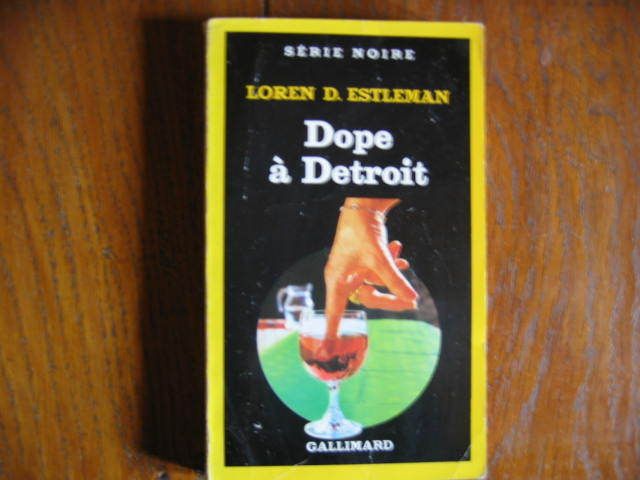 SÉRIE NOIRE
LOREN D. ESTLEMAN
Dope
à Detroit
GALLIMARD